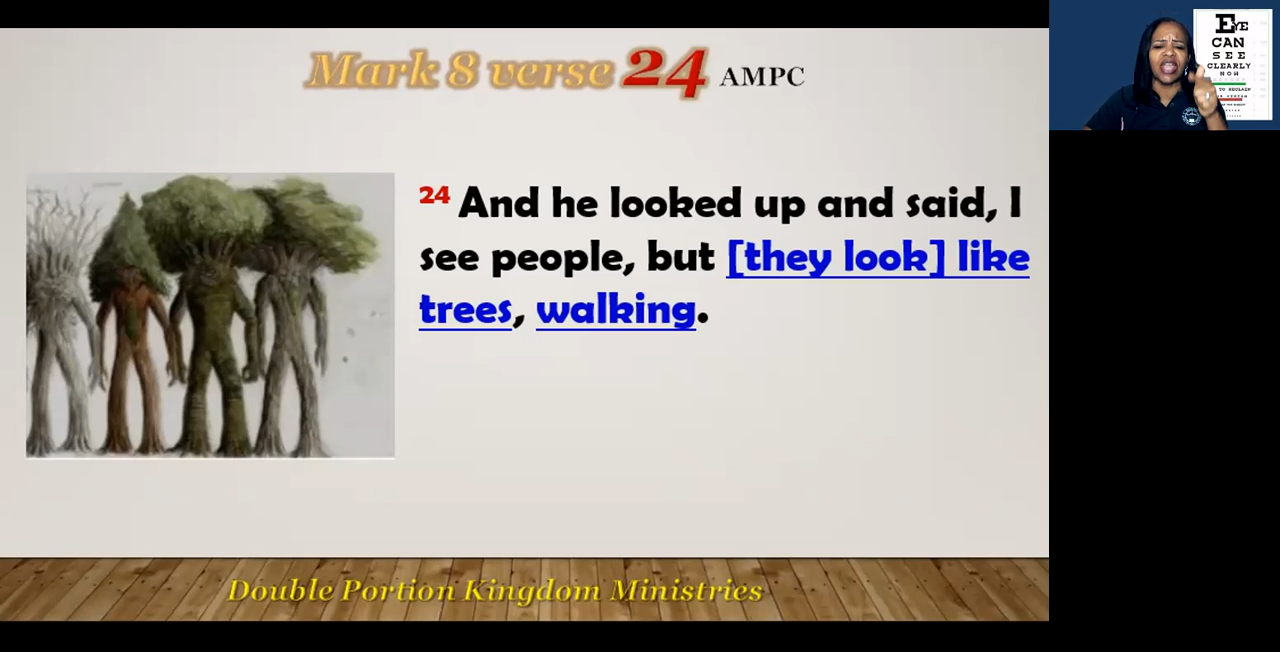 Mark 8 verse 24 AMPC
24 And he looked up and said, I
see people, but [they look] like
trees, walking.
Double Portion Kingdom Ministries
EYE
CAN
SEE
CLEARLY
NOW